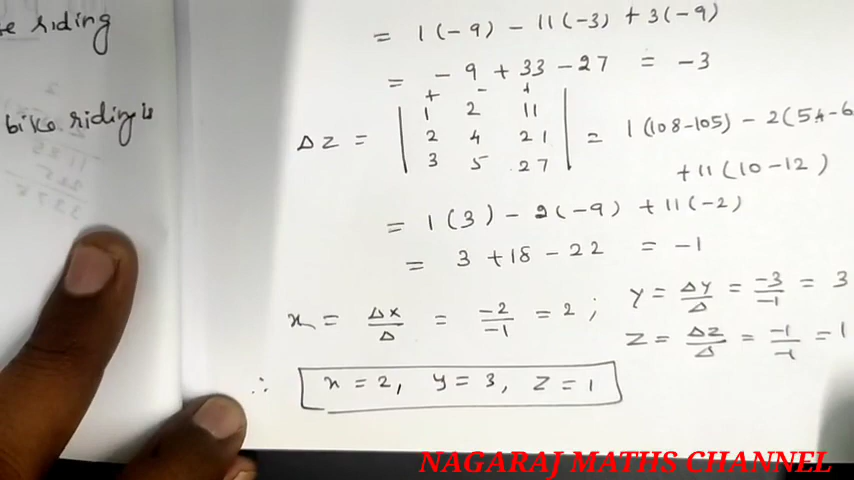 riding
bike riding is
= 1(-9) - 11(-3) + 3(-9)
= -9 + 33 - 27 = -3
+ - +
Δz = | 1 2 11 | = 1(108-105) - 2(54-6
| 2 4 21 |
| 3 5 27 | + 11(10-12)
= 1(3) - 2(-9) + 11(-2)
= 3 + 18 - 22 = -1
x = Δx/Δ = -2/-1 = 2 ; y = Δy/Δ = -3/-1 = 3
z = Δz/Δ = -1/-1 = 1
∴ x = 2, y = 3, z = 1
NAGARAJ MATHS CHANNEL